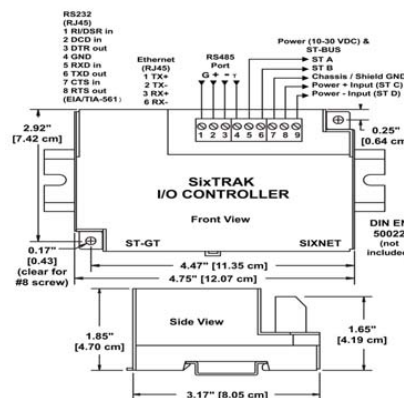 RS232
(RJ45)
1 RI/DSR in
2 DCD in
3 DTR out
4 GND
5 RXD in
6 TXD out
7 CTS in
8 RTS out
(EIA/TIA-561)
Ethernet
(RJ45)
1 TX+
2 TX-
3 RX+
6 RX-
RS485
Port
G + - T
Power (10-30 VDC) &
ST-BUS
ST A
ST B
Chassis / Shield GND
Power + Input (ST C)
Power - Input (ST D)
1 2 3 4 5 6 7 8 9
2.92"
[7.42 cm]
0.25"
[0.64 cm
SixTRAK
I/O CONTROLLER
Front View
ST-GT
SIXNET
DIN EN
50022
(not
include
0.17"
[0.43]
(clear for
#8 screw)
4.47" [11.35 cm]
4.75" [12.07 cm]
Side View
1.85"
[4.70 cm]
1.65"
[4.19 cm]
3.17" [8.05 cm]